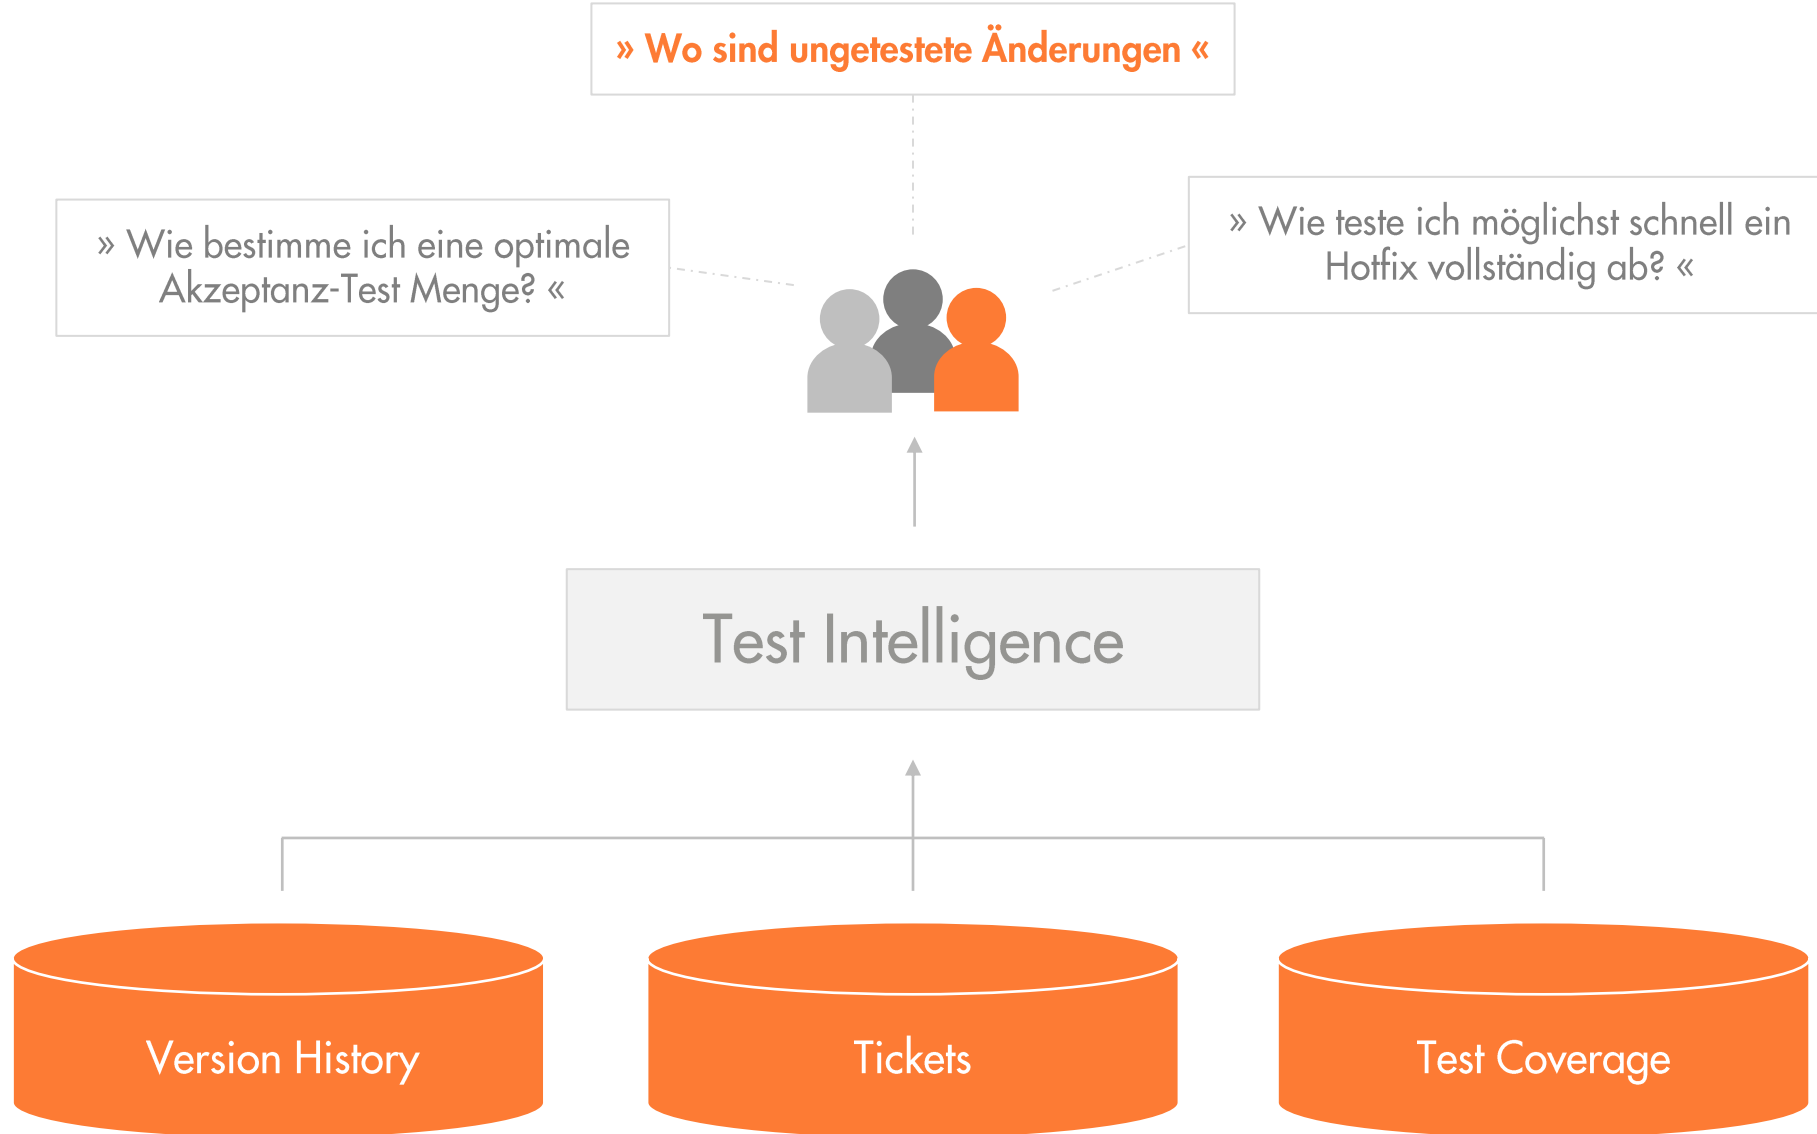 » Wo sind ungetestete Änderungen «
» Wie bestimme ich eine optimale
Akzeptanz-Test Menge? «
» Wie teste ich möglichst schnell ein
Hotfix vollständig ab? «
Test Intelligence
Version History
Tickets
Test Coverage